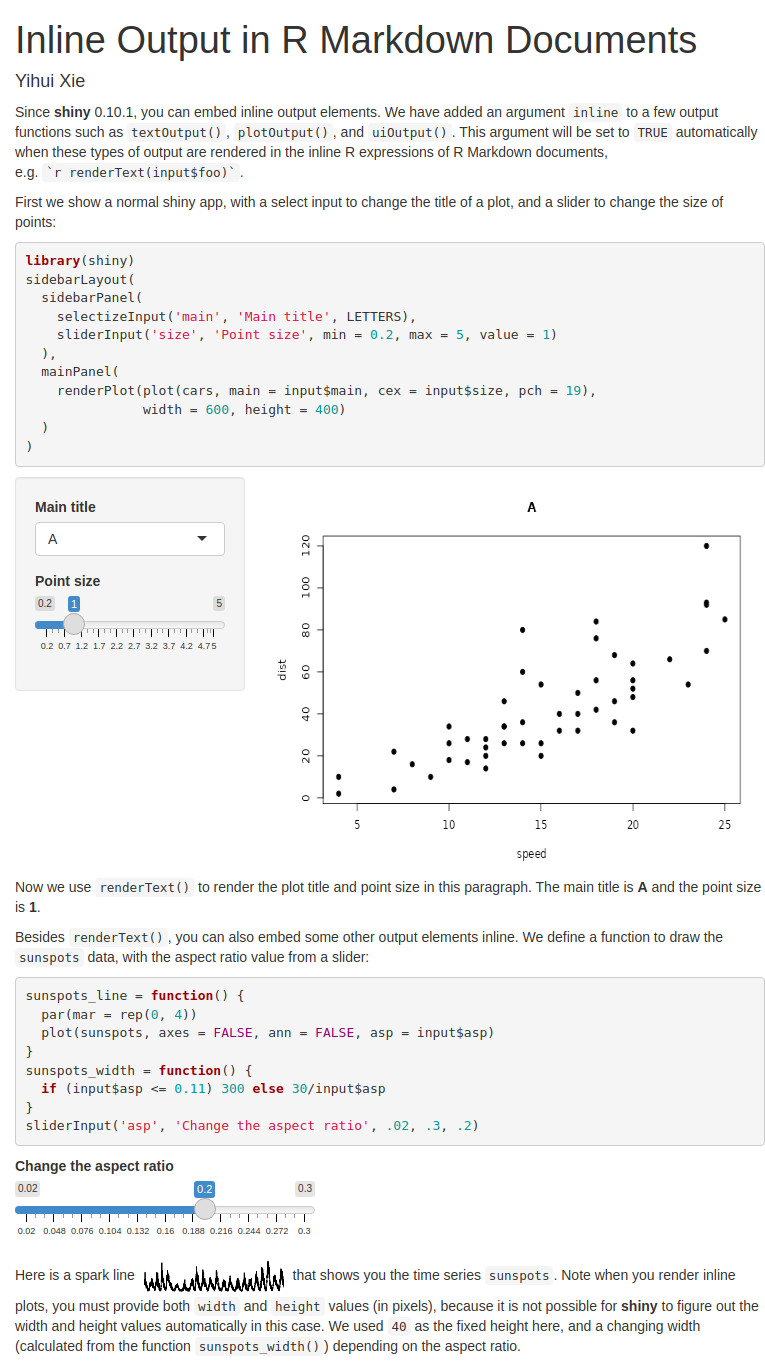 Inline Output in R Markdown Documents
Yihui Xie
Since shiny 0.10.1, you can embed inline output elements. We have added an argument inline to a few output
functions such as textOutput() , plotOutput() , and uiOutput() . This argument will be set to TRUE automatically
when these types of output are rendered in the inline R expressions of R Markdown documents,
e.g. `r renderText(input$foo)` .
First we show a normal shiny app, with a select input to change the title of a plot, and a slider to change the size of
points:
library(shiny)
sidebarLayout(
  sidebarPanel(
    selectizeInput('main', 'Main title', LETTERS),
    sliderInput('size', 'Point size', min = 0.2, max = 5, value = 1)
  ),
  mainPanel(
    renderPlot(plot(cars, main = input$main, cex = input$size, pch = 19),
               width = 600, height = 400)
  )
)
Main title
A
Point size
0.2 1 5
0.2 0.7 1.2 1.7 2.2 2.7 3.2 3.7 4.2 4.7 5
A
dist
120
100
80
60
40
20
0
5 10 15 20 25
speed
Now we use renderText() to render the plot title and point size in this paragraph. The main title is A and the point size
is 1.
Besides renderText() , you can also embed some other output elements inline. We define a function to draw the
sunspots data, with the aspect ratio value from a slider:
sunspots_line = function() {
  par(mar = rep(0, 4))
  plot(sunspots, axes = FALSE, ann = FALSE, asp = input$asp)
}
sunspots_width = function() {
  if (input$asp <= 0.11) 300 else 30/input$asp
}
sliderInput('asp', 'Change the aspect ratio', .02, .3, .2)
Change the aspect ratio
0.02 0.2 0.3
0.02 0.048 0.076 0.104 0.132 0.16 0.188 0.216 0.244 0.272 0.3
Here is a spark line that shows you the time series sunspots . Note when you render inline
plots, you must provide both width and height values (in pixels), because it is not possible for shiny to figure out the
width and height values automatically in this case. We used 40 as the fixed height here, and a changing width
(calculated from the function sunspots_width() ) depending on the aspect ratio.